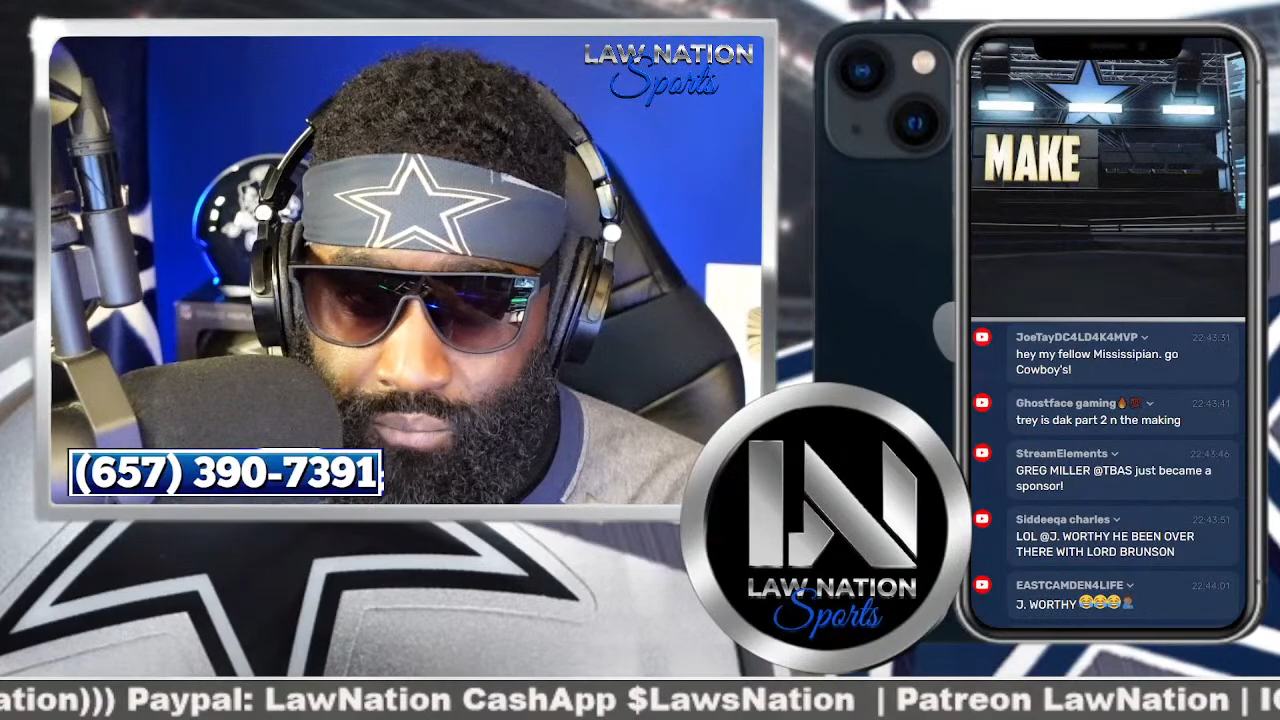 LAW NATION
Sports
(657) 390-7391
MAKE
JoeTayDC4LD4K4MVP
22:43:31
hey my fellow Mississipian. go
Cowboy's!
Ghostface gaming🔥💯
22:43:41
trey is dak part 2 n the making
StreamElements
22:43:46
GREG MILLER @TBAS just became a
sponsor!
Siddeeqa charles
22:43:51
LOL @J. WORTHY HE BEEN OVER
THERE WITH LORD BRUNSON
EASTCAMDEN4LIFE
22:44:01
J. WORTHY 😂😂😂🤦🏾‍♂️
LAW NATION
Sports
ation))) Paypal: LawNation CashApp $LawsNation | Patreon LawNation |